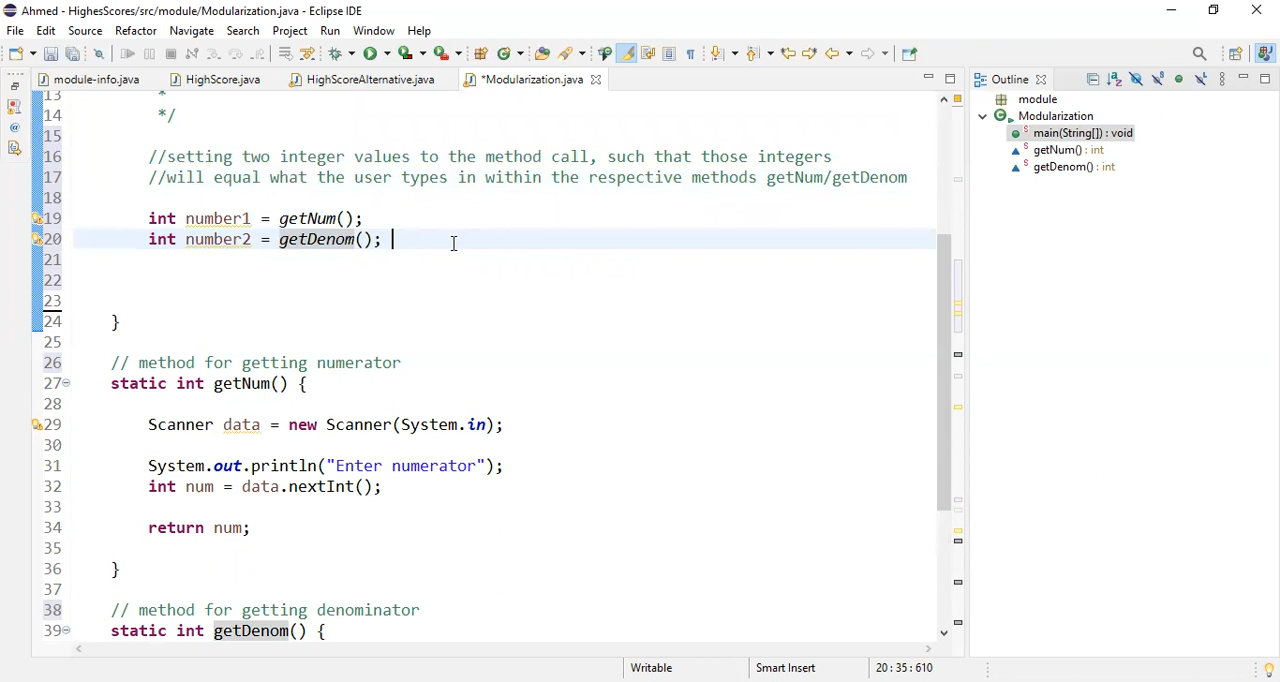 Ahmed - HighesScores/src/module/Modularization.java - Eclipse IDE
File Edit Source Refactor Navigate Search Project Run Window Help
module-info.java HighScore.java HighScoreAlternative.java *Modularization.java
Outline
module
Modularization
main(String[]) : void
getNum() : int
getDenom() : int
13 *
14 */
15
16 //setting two integer values to the method call, such that those integers
17 //will equal what the user types in within the respective methods getNum/getDenom
18
19 int number1 = getNum();
20 int number2 = getDenom();
21
22
23
24 }
25
26 // method for getting numerator
27 static int getNum() {
28
29 Scanner data = new Scanner(System.in);
30
31 System.out.println("Enter numerator");
32 int num = data.nextInt();
33
34 return num;
35
36 }
37
38 // method for getting denominator
39 static int getDenom() {
Writable Smart Insert 20 : 35 : 610